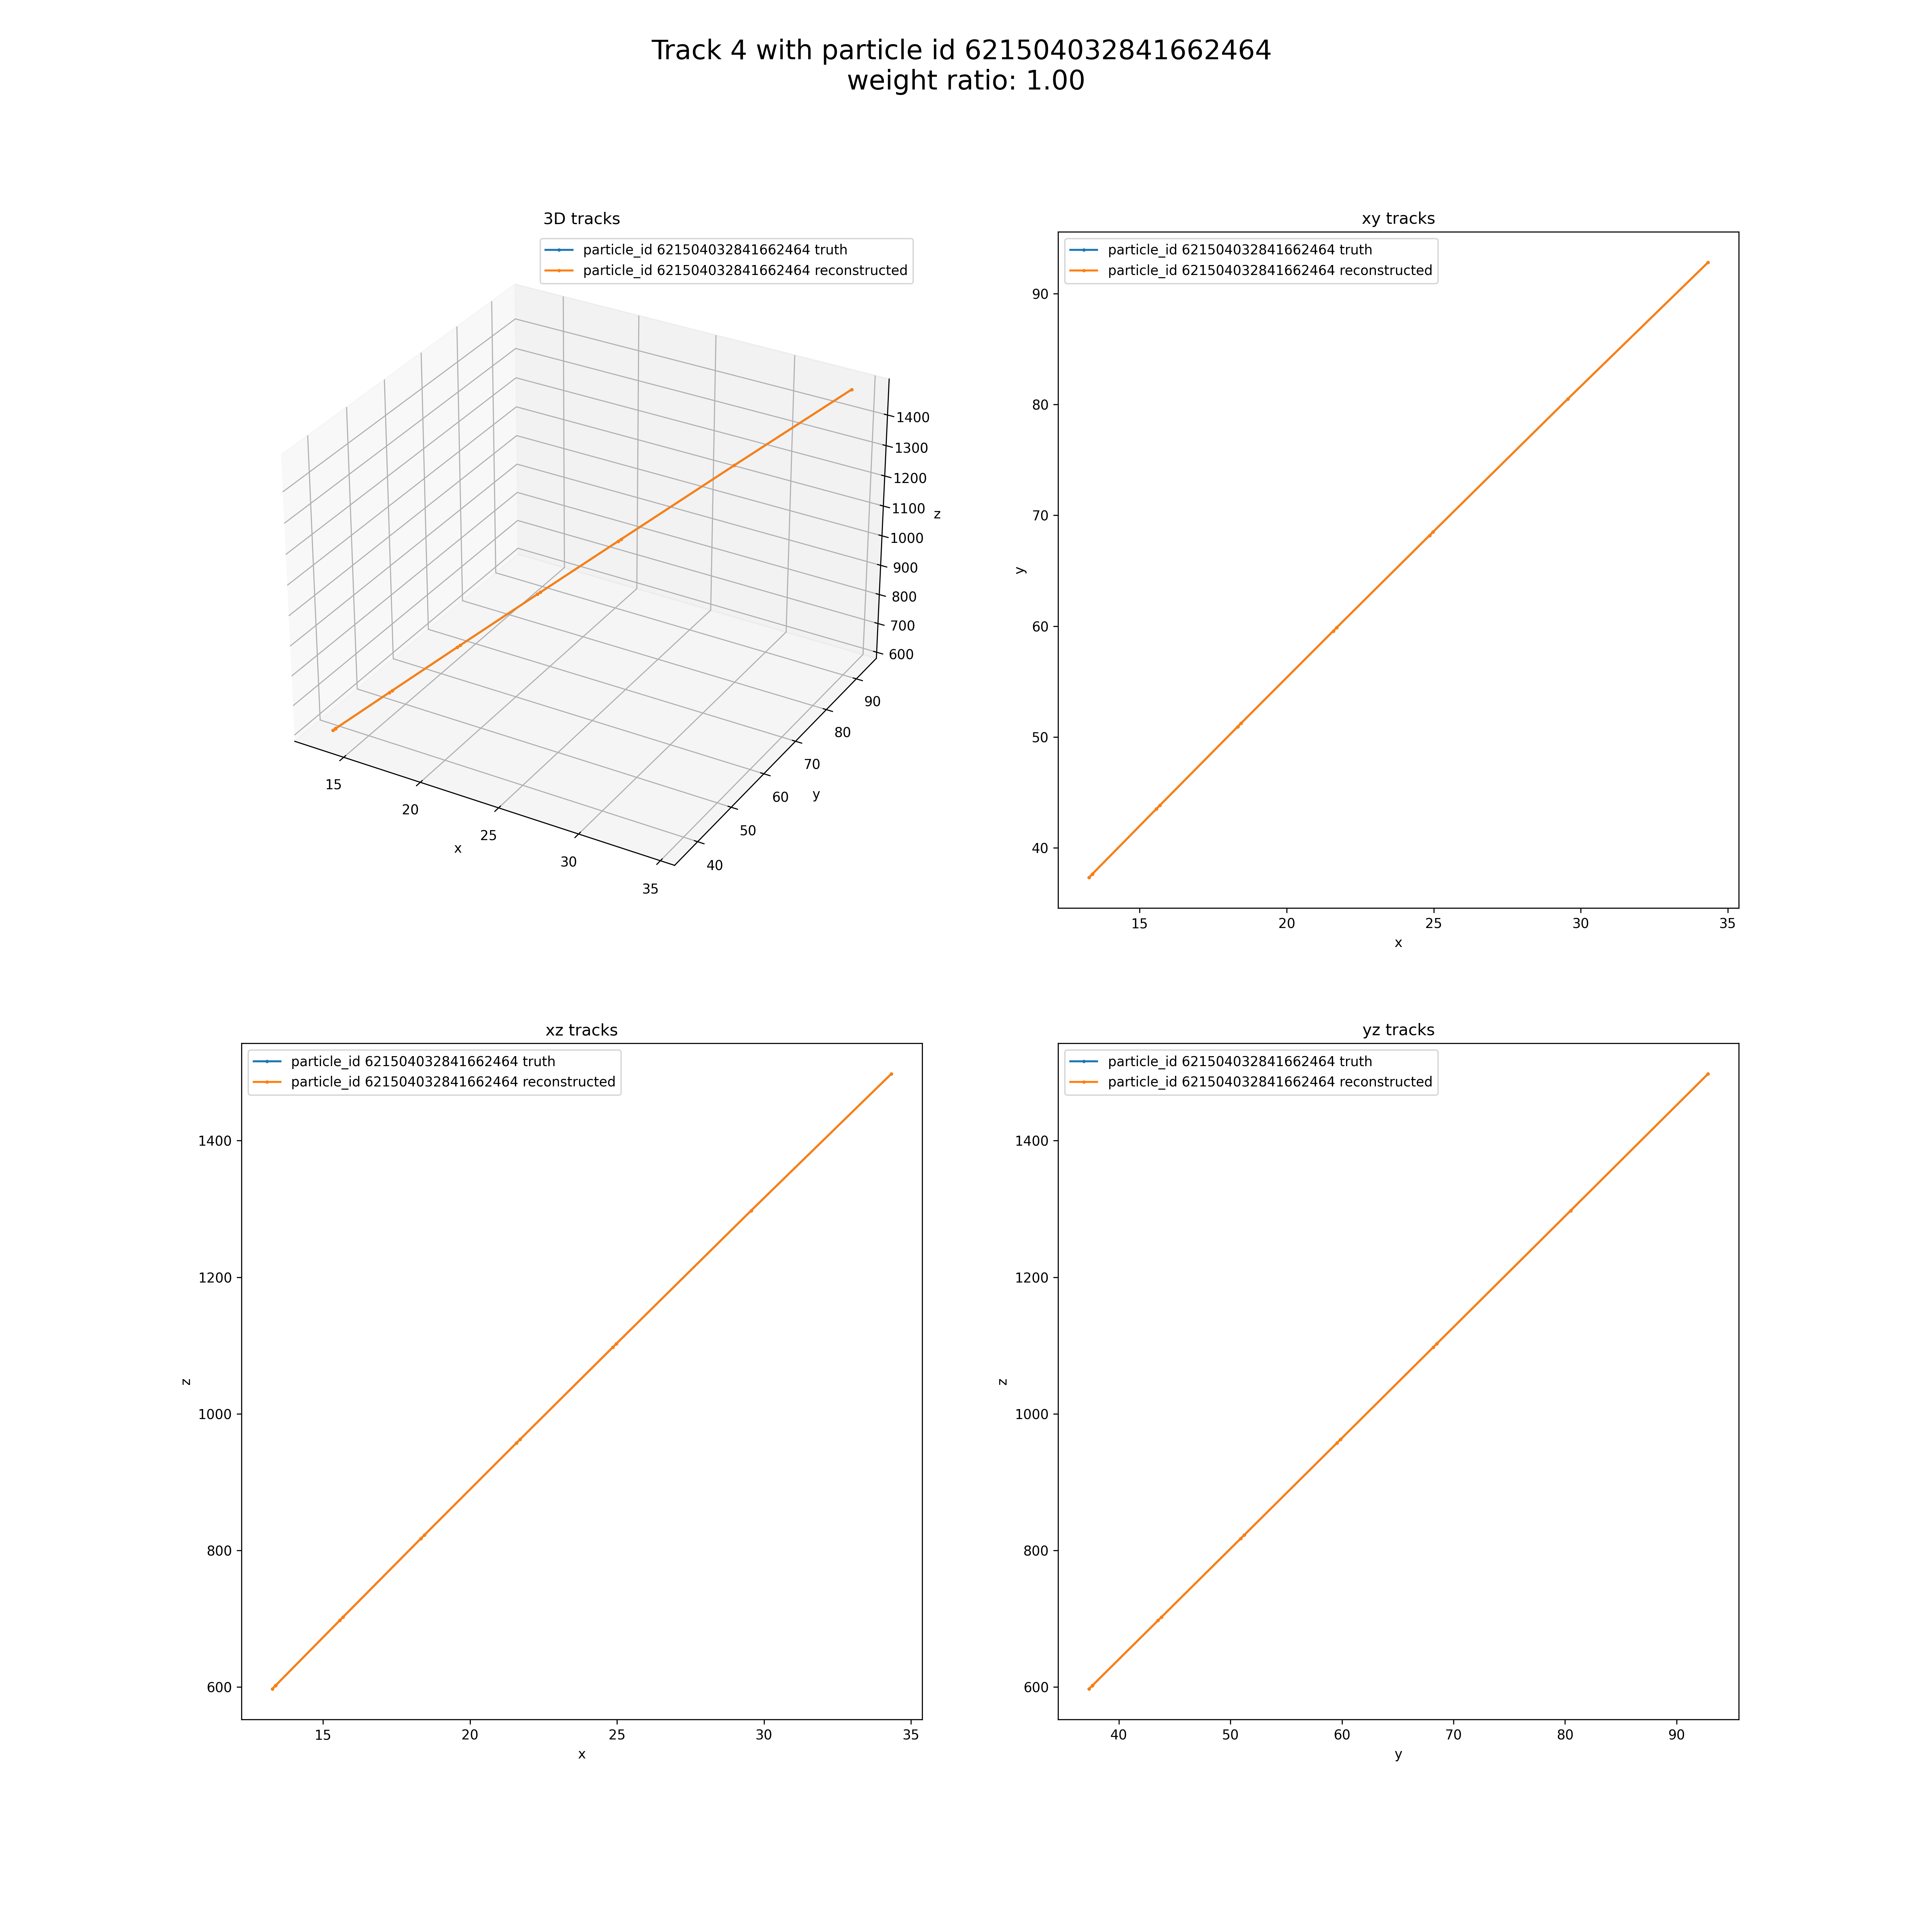 Track 4 with particle id 621504032841662464
weight ratio: 1.00
3D tracks
particle_id 621504032841662464 truth
particle_id 621504032841662464 reconstructed
1400
1300
1200
1100
z
1000
900
800
700
600
90
80
70
60
y
50
40
15
20
25
30
35
x
xy tracks
particle_id 621504032841662464 truth
particle_id 621504032841662464 reconstructed
90
80
70
60
50
40
y
15 20 25 30 35
x
xz tracks
particle_id 621504032841662464 truth
particle_id 621504032841662464 reconstructed
1400
1200
1000
800
600
z
15 20 25 30 35
x
yz tracks
particle_id 621504032841662464 truth
particle_id 621504032841662464 reconstructed
1400
1200
1000
800
600
z
40 50 60 70 80 90
y